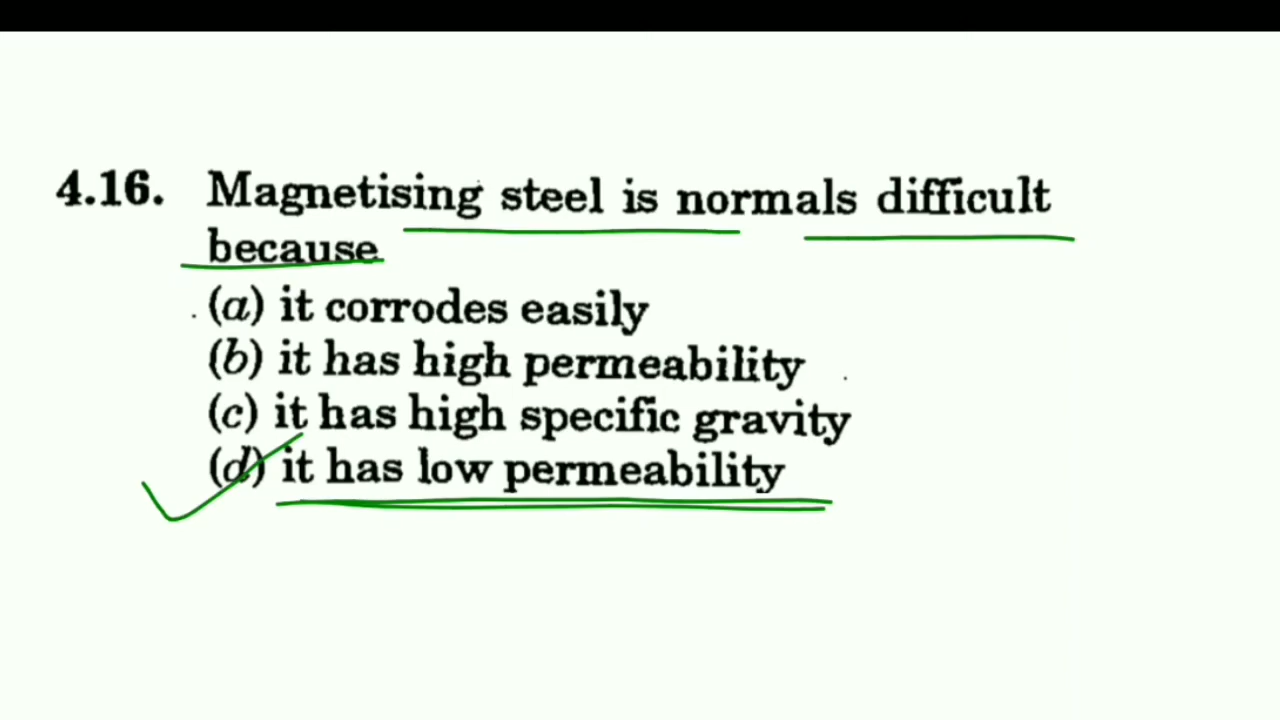 4.16. Magnetising steel is normals difficult
because
(a) it corrodes easily
(b) it has high permeability
(c) it has high specific gravity
(d) it has low permeability